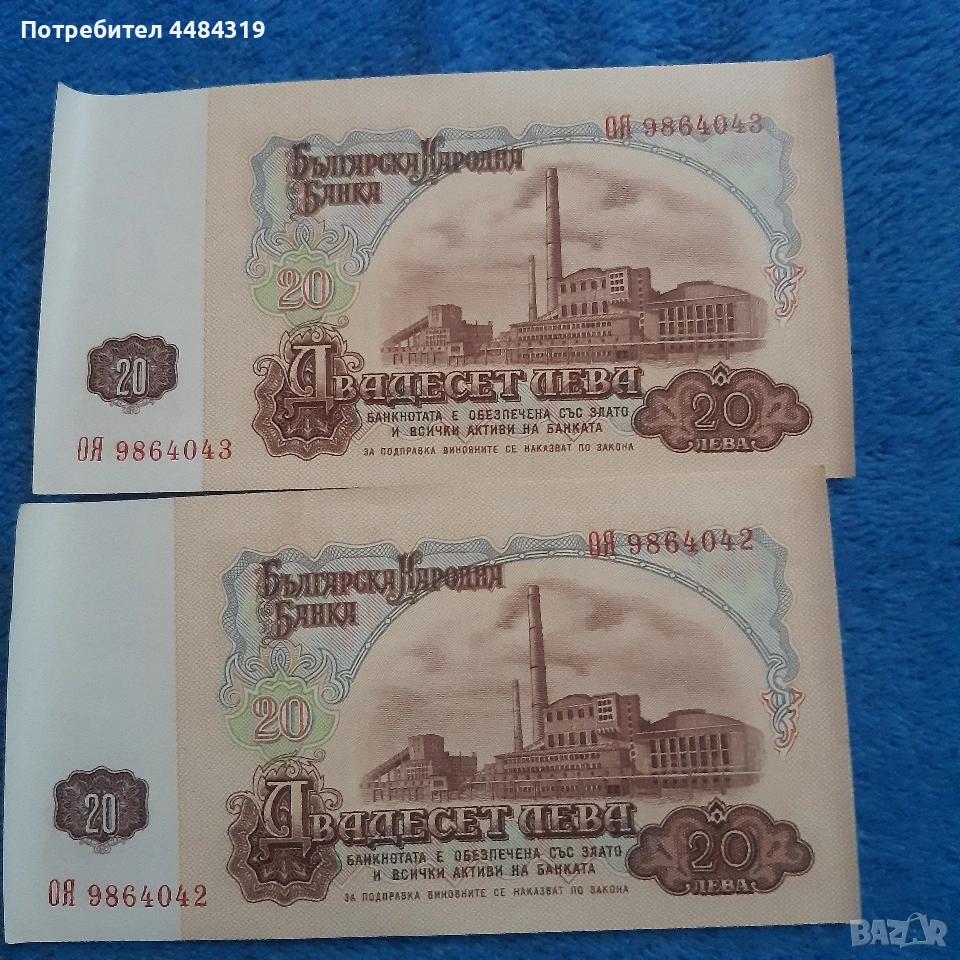 Потребител 4484319
ОЯ 9864043
Българска Народна
Банка
20
20
Двадесет лева
20
ЛЕВА
БАНКНОТАТА Е ОБЕЗПЕЧЕНА СЪС ЗЛАТО
И ВСИЧКИ АКТИВИ НА БАНКАТА
ЗА ПОДПРАВКА ВИНОВНИТЕ СЕ НАКАЗВАТ ПО ЗАКОНА
ОЯ 9864043
ОЯ 9864042
Българска Народна
Банка
20
20
Двадесет лева
20
ЛЕВА
БАНКНОТАТА Е ОБЕЗПЕЧЕНА СЪС ЗЛАТО
И ВСИЧКИ АКТИВИ НА БАНКАТА
ЗА ПОДПРАВКА ВИНОВНИТЕ СЕ НАКАЗВАТ ПО ЗАКОНА
ОЯ 9864042
BAZAR